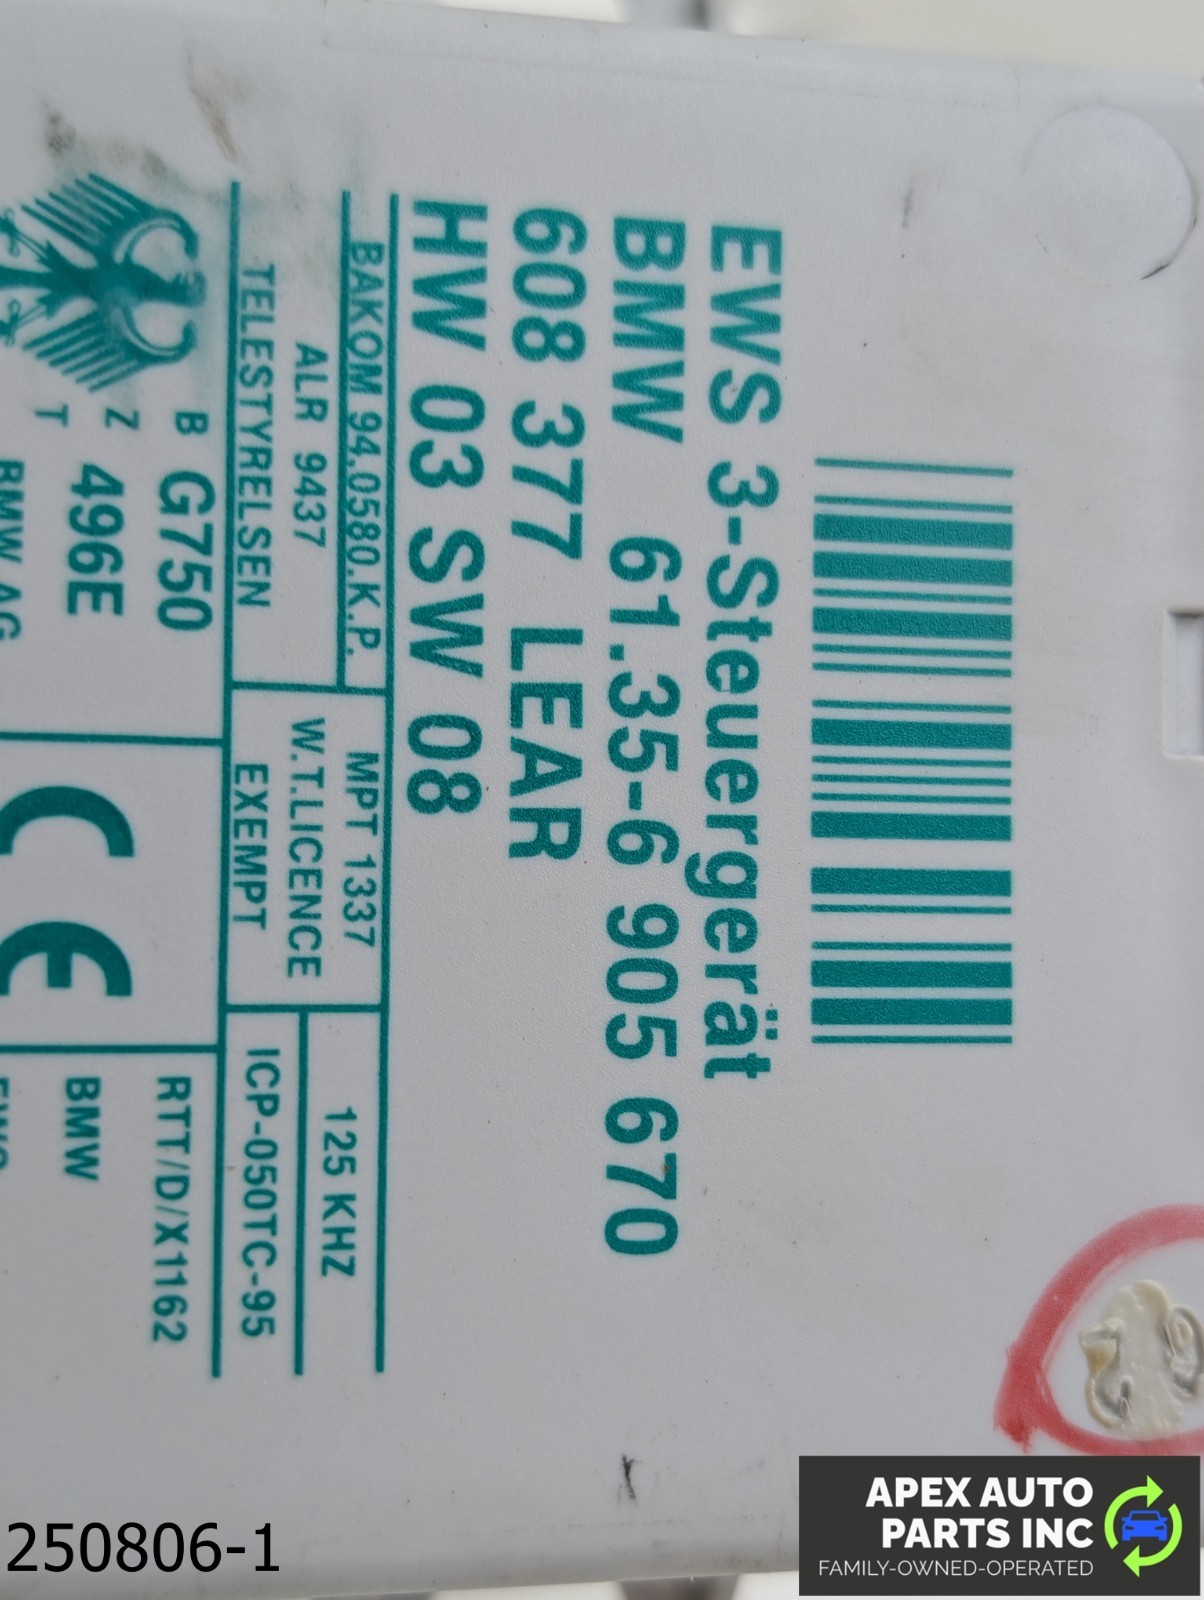 EWS 3-Steuergerät
BMW 61.35-6 905 670
608 377 LEAR
HW 03 SW 08
BAKOM 94.0580.K.P.
ALR 9437
TELESTYRELSEN
MPT 1337
W.T.LICENCE
EXEMPT
125 KHZ
ICP-050TC-95
B G750
Z 496E
T BMW AG
CE
RTT/D/X1162
BMW
250806-1
APEX AUTO
PARTS INC
FAMILY-OWNED-OPERATED